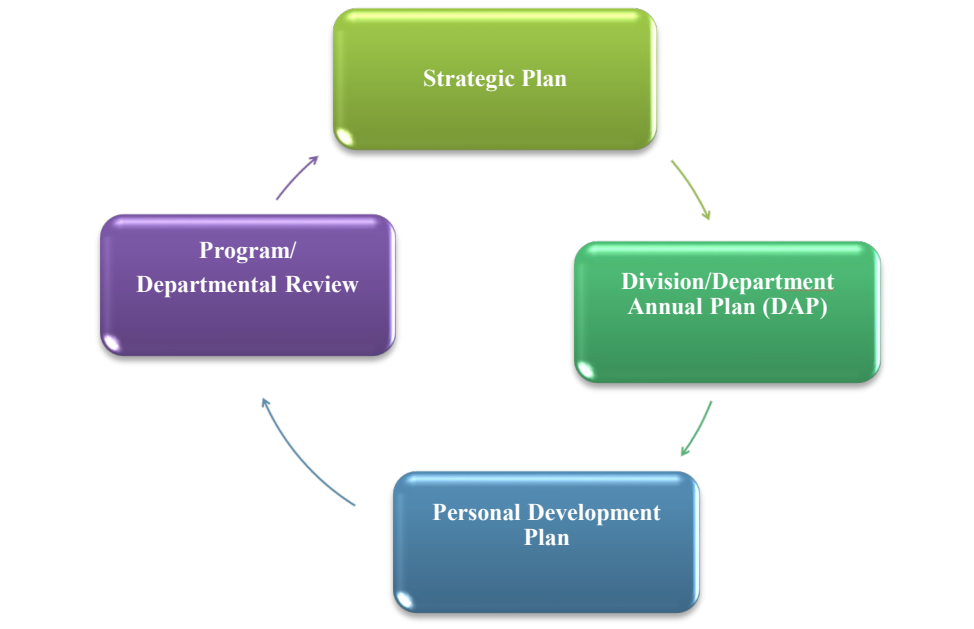 Strategic Plan
Division/Department
Annual Plan (DAP)
Personal Development
Plan
Program/
Departmental Review